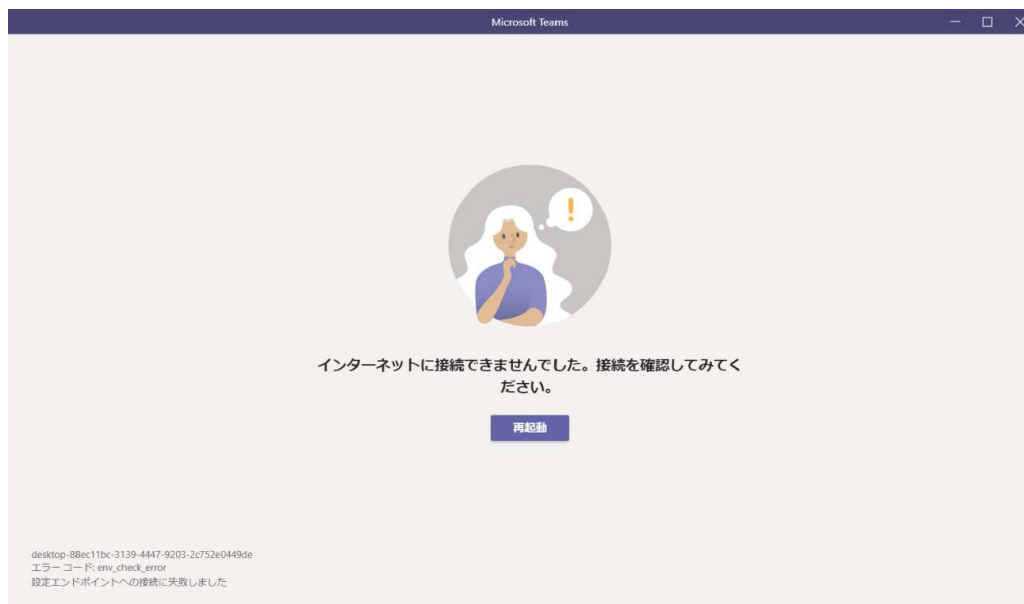 Microsoft Teams
インターネットに接続できませんでした。接続を確認してみてく
ださい。
再起動
desktop-88ec11bc-3139-4447-9203-2c752e0449de
エラー コード: env_check_error
設定エンドポイントへの接続に失敗しました